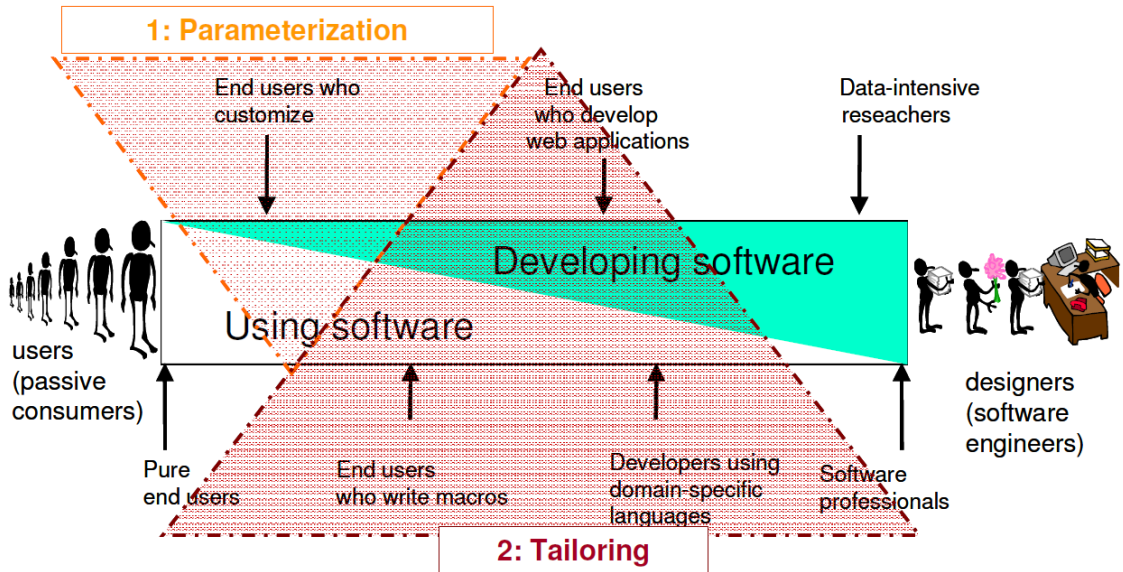 1: Parameterization
End users who
customize
End users
who develop
web applications
Data-intensive
reseachers
Developing software
Using software
users
(passive
consumers)
designers
(software
engineers)
Pure
end users
End users
who write macros
Developers using
domain-specific
languages
Software
professionals
2: Tailoring